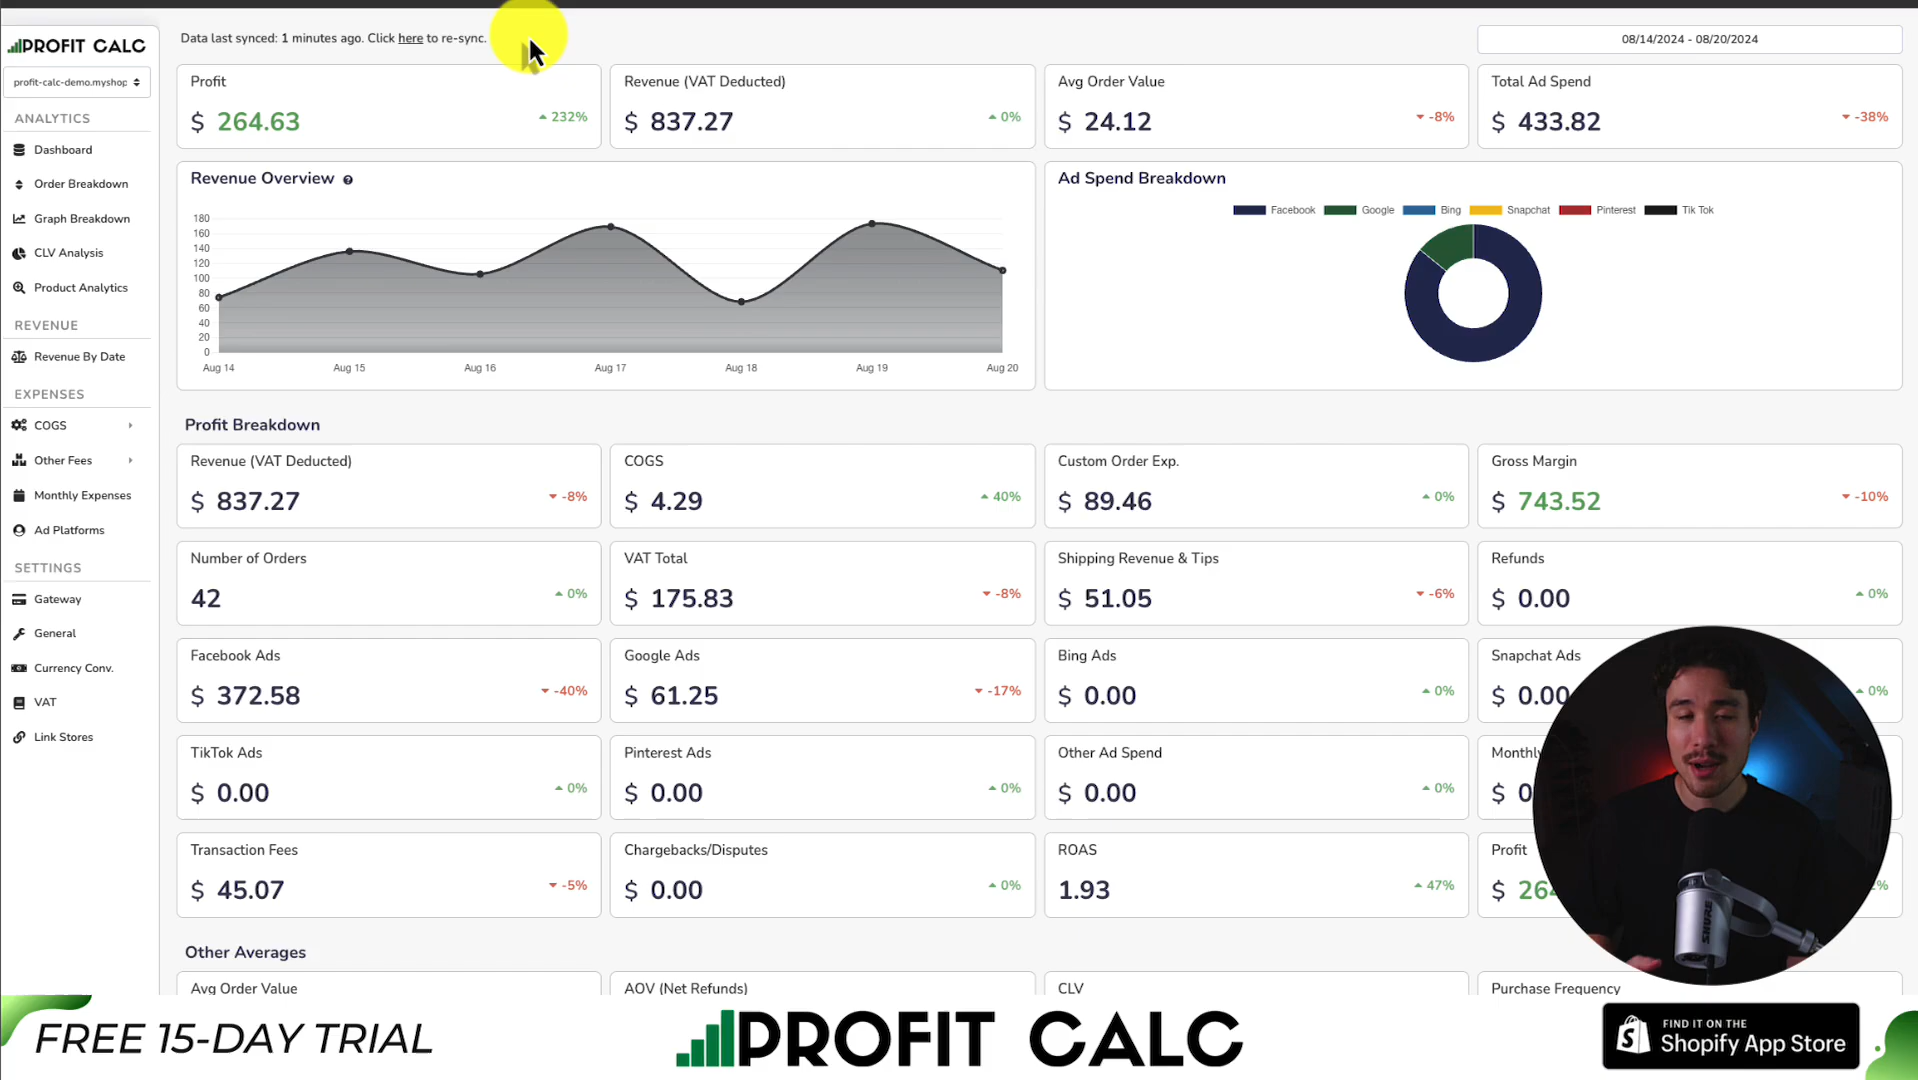 PROFIT CALC
profit-calc-demo.myshop
ANALYTICS
Dashboard
Order Breakdown
Graph Breakdown
CLV Analysis
Product Analytics
REVENUE
Revenue By Date
EXPENSES
COGS
Other Fees
Monthly Expenses
Ad Platforms
SETTINGS
Gateway
General
Currency Conv.
VAT
Link Stores
Data last synced: 1 minutes ago. Click here to re-sync.
08/14/2024 - 08/20/2024
Profit
$ 264.63
232%
Revenue (VAT Deducted)
$ 837.27
0%
Avg Order Value
$ 24.12
-8%
Total Ad Spend
$ 433.82
-38%
Revenue Overview
180
160
140
120
100
80
60
40
20
0
Aug 14 Aug 15 Aug 16 Aug 17 Aug 18 Aug 19 Aug 20
Ad Spend Breakdown
Facebook Google Bing Snapchat Pinterest Tik Tok
Profit Breakdown
Revenue (VAT Deducted)
$ 837.27
-8%
COGS
$ 4.29
40%
Custom Order Exp.
$ 89.46
0%
Gross Margin
$ 743.52
-10%
Number of Orders
42
0%
VAT Total
$ 175.83
-8%
Shipping Revenue & Tips
$ 51.05
-6%
Refunds
$ 0.00
0%
Facebook Ads
$ 372.58
-40%
Google Ads
$ 61.25
-17%
Bing Ads
$ 0.00
0%
Snapchat Ads
$ 0.00
0%
TikTok Ads
$ 0.00
0%
Pinterest Ads
$ 0.00
0%
Other Ad Spend
$ 0.00
0%
Monthly
$ 0
Transaction Fees
$ 45.07
-5%
Chargebacks/Disputes
$ 0.00
0%
ROAS
1.93
47%
Profit
$ 264
%
SHURE
Other Averages
Avg Order Value
AOV (Net Refunds)
CLV
Purchase Frequency
FREE 15-DAY TRIAL
PROFIT CALC
FIND IT ON THE
Shopify App Store